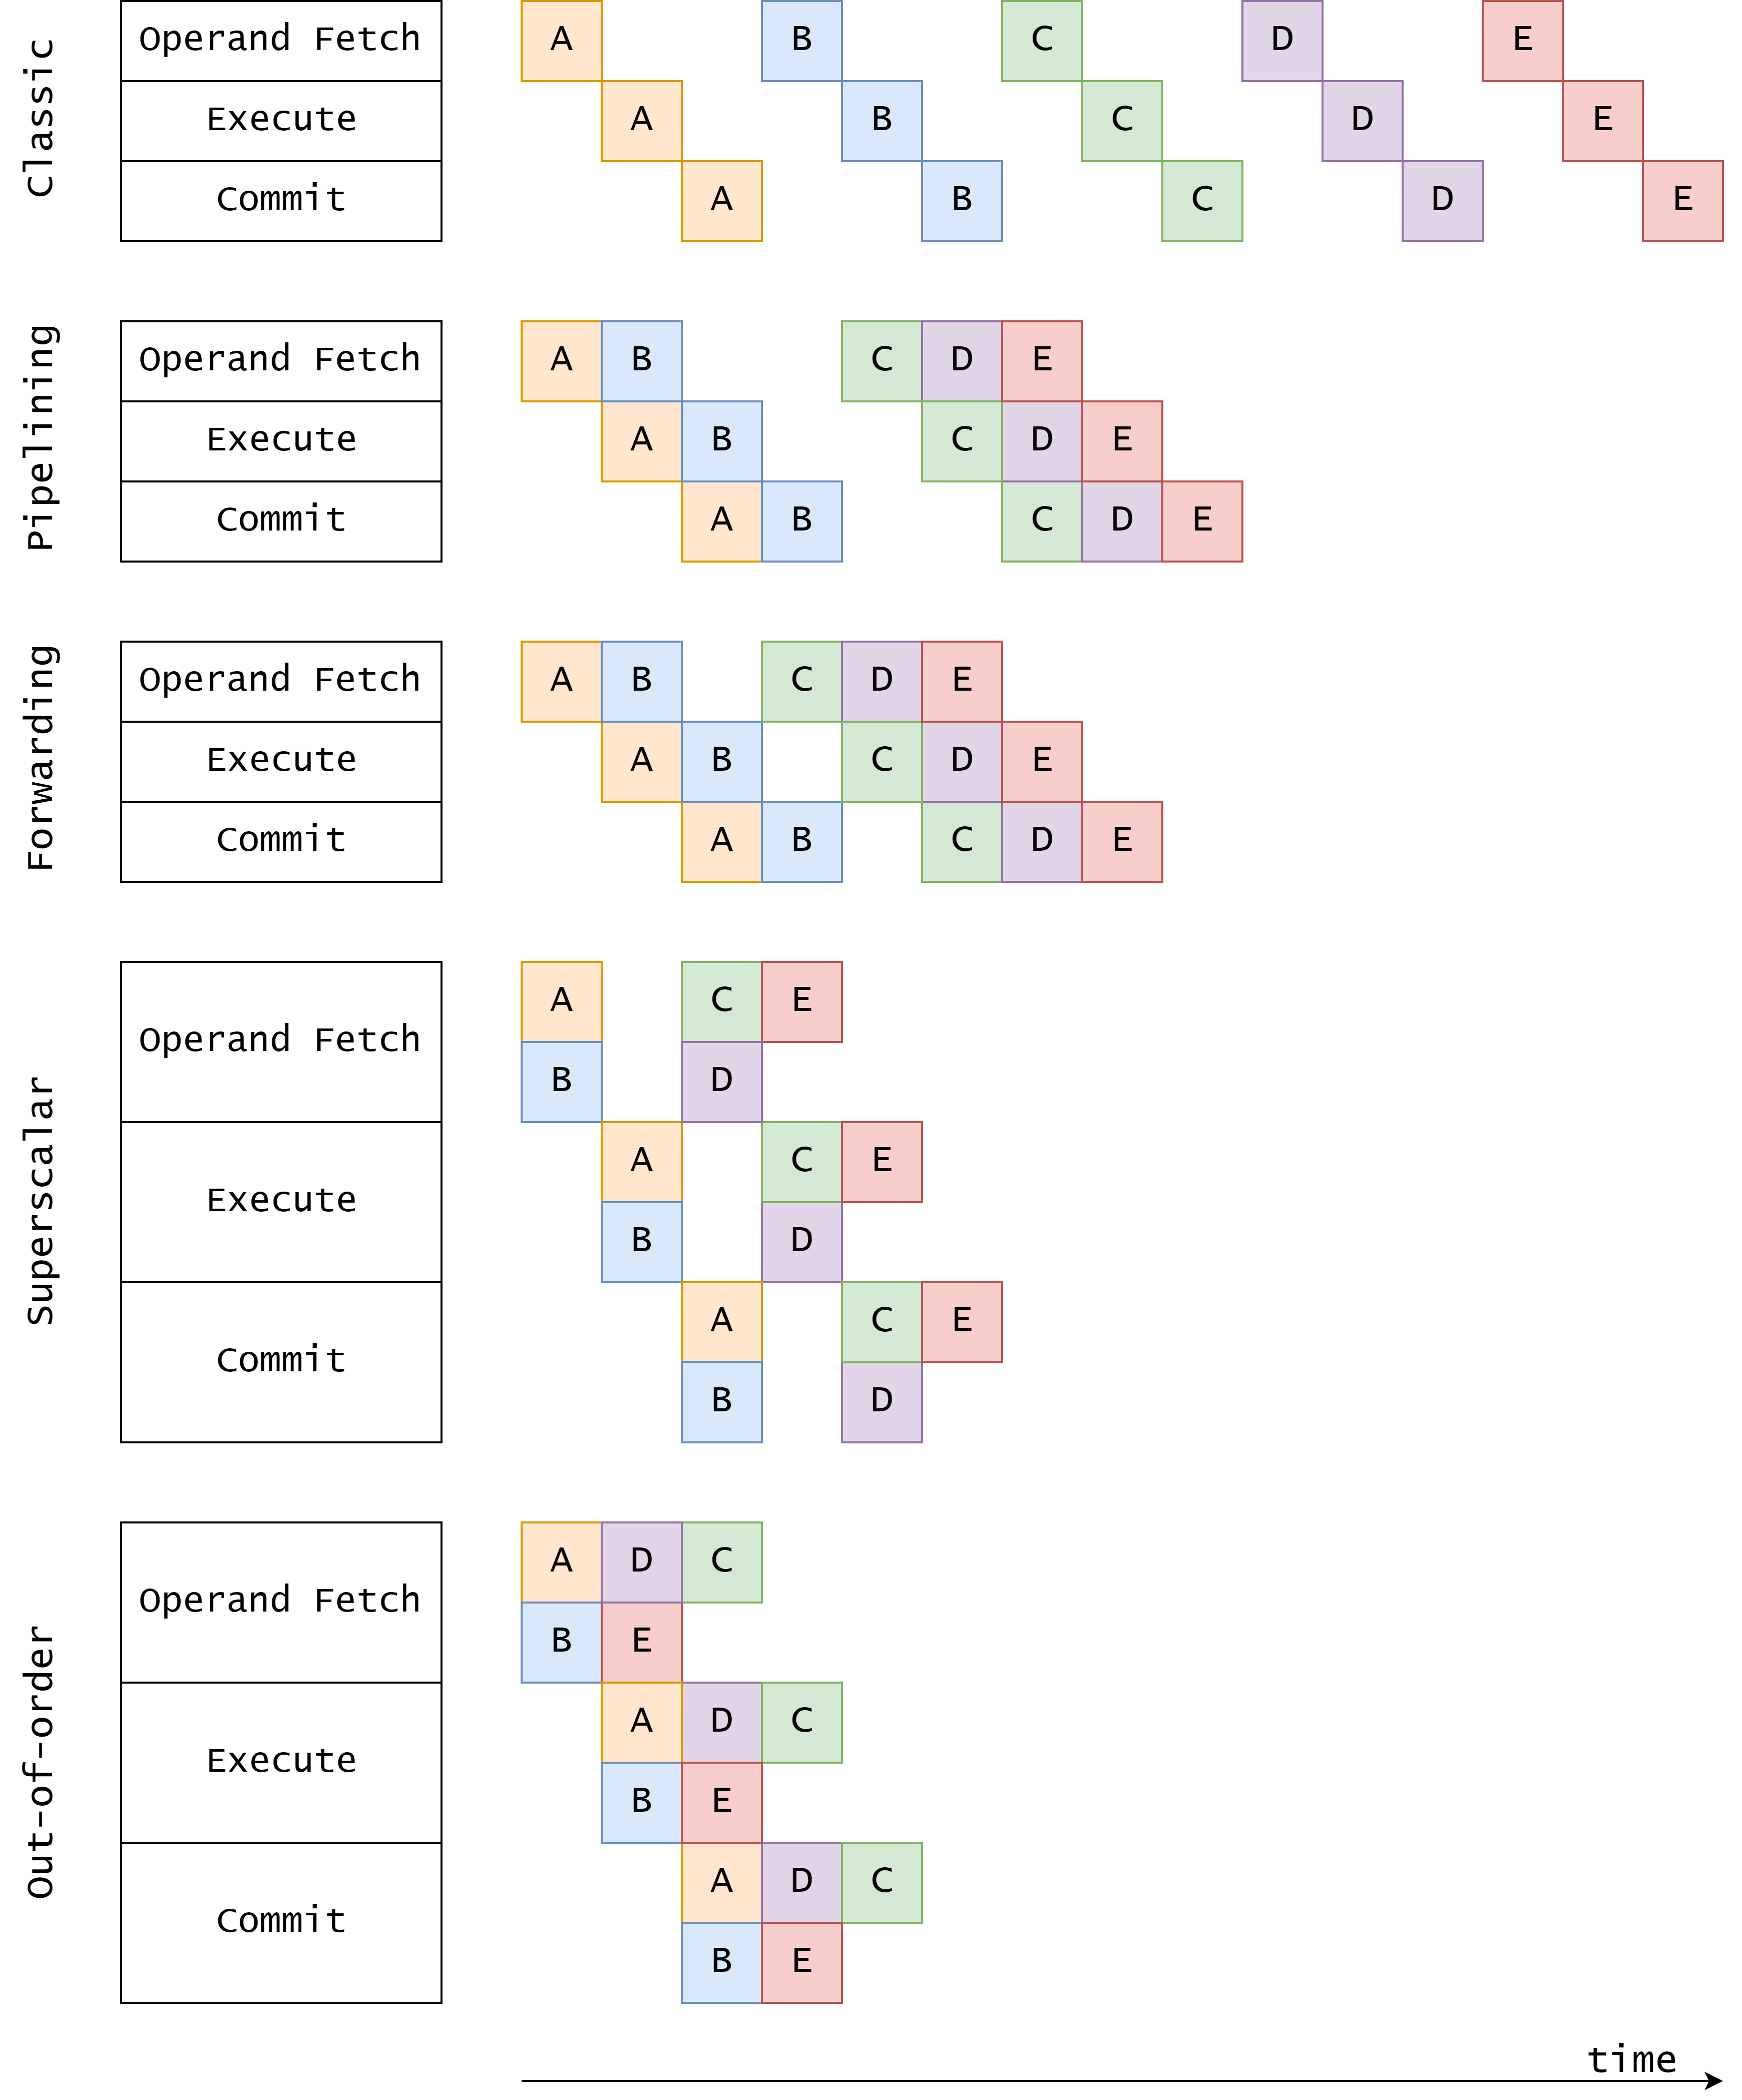 Classic
Operand Fetch
A B C D E
Execute
A B C D E
Commit
A B C D E
Pipelining
Operand Fetch
A B C D E
Execute
A B C D E
Commit
A B C D E
Forwarding
Operand Fetch
A B C D E
Execute
A B C D E
Commit
A B C D E
Superscalar
Operand Fetch
A C E
B D
Execute
A C E
B D
Commit
A C E
B D
Out-of-order
Operand Fetch
A D C
B E
Execute
A D C
B E
Commit
A D C
B E
time